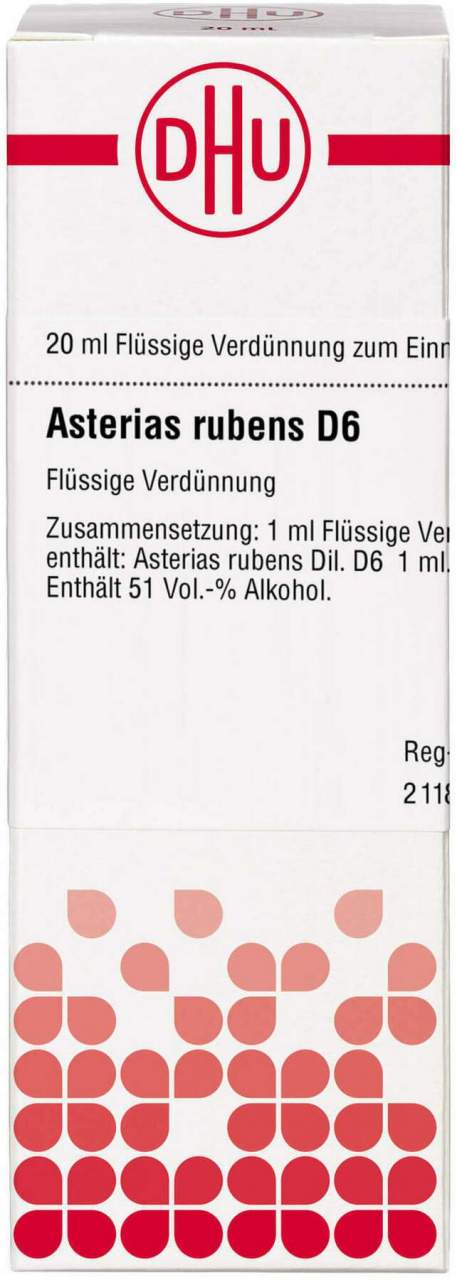 20 ml
DHU
20 ml Flüssige Verdünnung zum Einn
Asterias rubens D6
Flüssige Verdünnung
Zusammensetzung: 1 ml Flüssige Ver
enthält: Asterias rubens Dil. D6 1 ml.
Enthält 51 Vol.-% Alkohol.
Reg-
2118